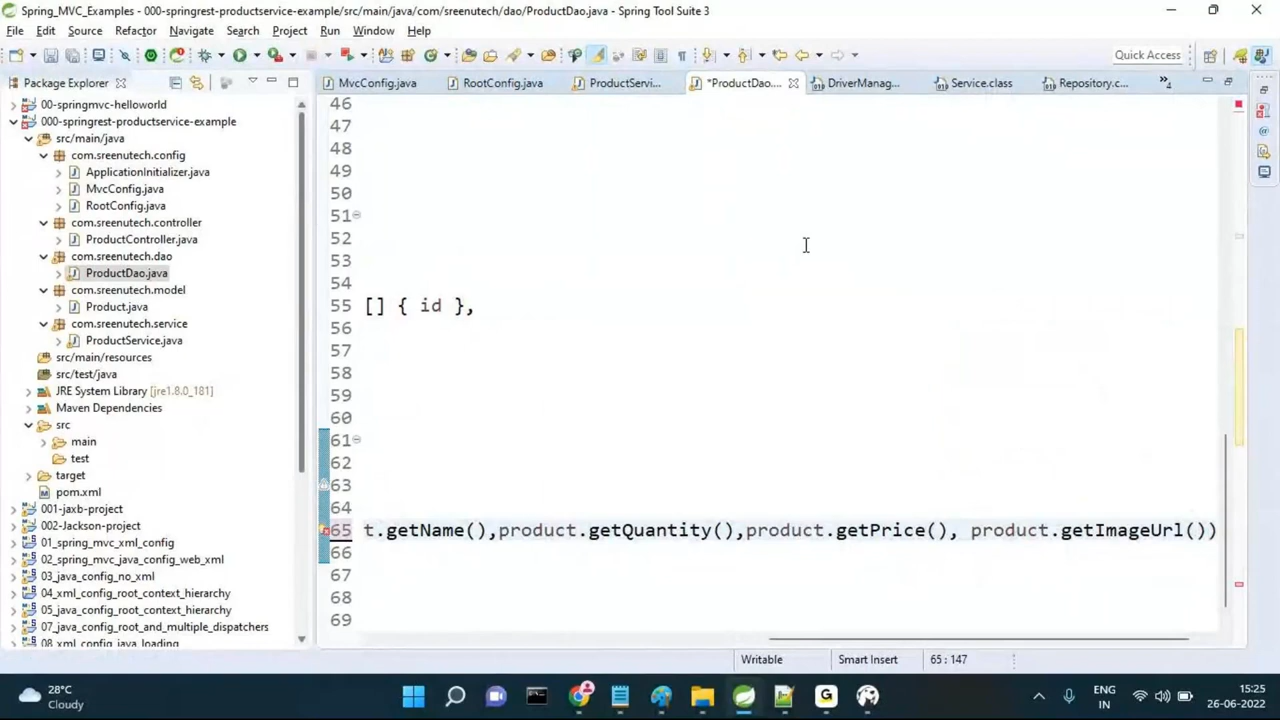 Spring_MVC_Examples - 000-springrest-productservice-example/src/main/java/com/sreenutech/dao/ProductDao.java - Spring Tool Suite 3
File Edit Source Refactor Navigate Search Project Run Window Help
Quick Access
Package Explorer
MvcConfig.java RootConfig.java ProductServi... *ProductDao.... DriverManag... Service.class Repository.c... 4
00-springmvc-helloworld
000-springrest-productservice-example
src/main/java
com.sreenutech.config
ApplicationInitializer.java
MvcConfig.java
RootConfig.java
com.sreenutech.controller
ProductController.java
com.sreenutech.dao
ProductDao.java
com.sreenutech.model
Product.java
com.sreenutech.service
ProductService.java
src/main/resources
src/test/java
JRE System Library [jre1.8.0_181]
Maven Dependencies
src
main
test
target
pom.xml
001-jaxb-project
002-Jackson-project
01_spring_mvc_xml_config
02_spring_mvc_java_config_web_xml
03_java_config_no_xml
04_xml_config_root_context_hierarchy
05_java_config_root_context_hierarchy
07_java_config_root_and_multiple_dispatchers
08_xml_config_java_loading
46
47
48
49
50
51
52
53
54
55 [] { id },
56
57
58
59
60
61
62
63
64
65 t.getName(),product.getQuantity(),product.getPrice(), product.getImageUrl())
66
67
68
69
Writable Smart Insert 65 : 147
28°C
Cloudy
ENG
IN
15:25
26-06-2022